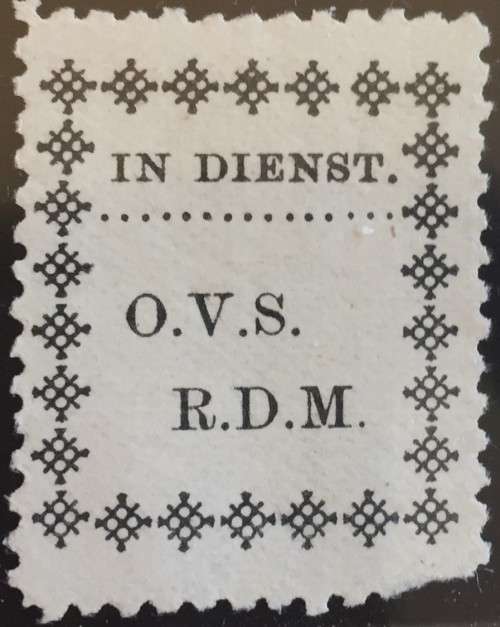 IN DIENST.
O.V.S.
R.D.M.